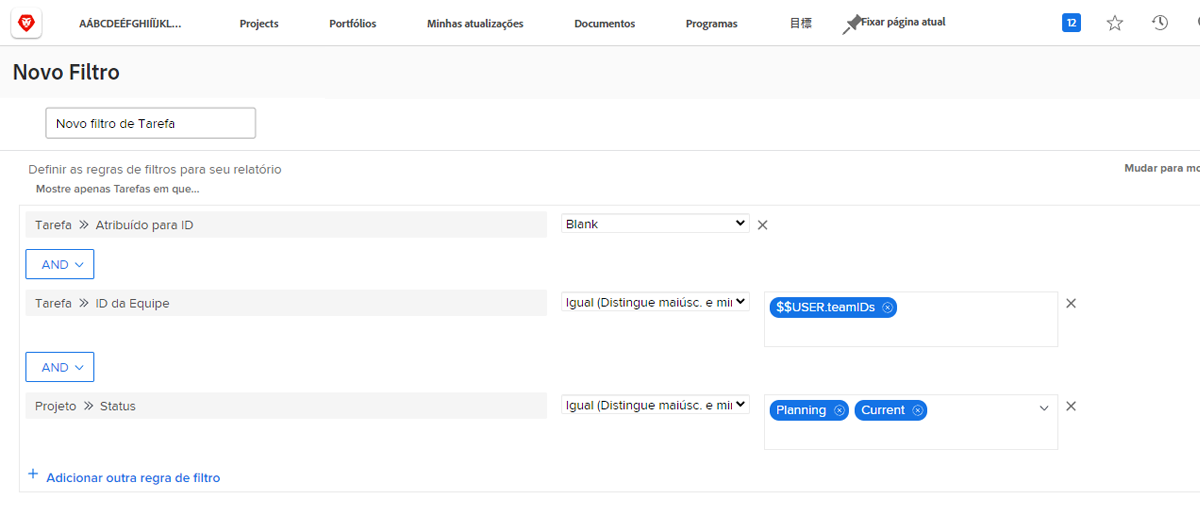 AÁBCDEÉFGHIÍJKL... Projects Portfólios Minhas atualizações Documentos Programas 目標 Fixar página atual 12
Novo Filtro
Novo filtro de Tarefa
Definir as regras de filtros para seu relatório
Mudar para mo
Mostre apenas Tarefas em que...
Tarefa Atribuído para ID Blank
AND
Tarefa ID da Equipe Igual (Distingue maiúsc. e min $$USER.teamIDs
AND
Projeto Status Igual (Distingue maiúsc. e min Planning Current
+ Adicionar outra regra de filtro